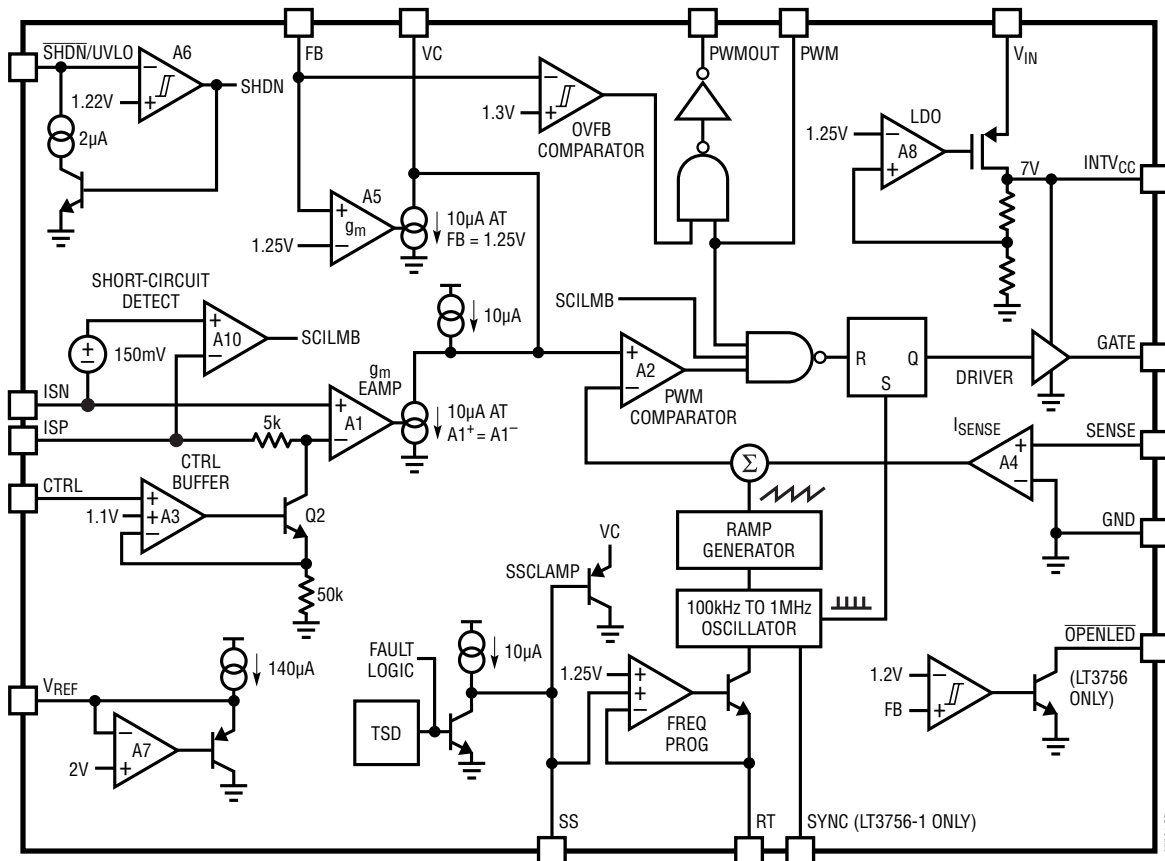 FB
VC
PWMOUT
PWM
VIN
SHDN/UVLO
A6
−
+
SHDN
1.22V
2µA
−
+
1.3V
OVFB
COMPARATOR
LDO
1.25V
−
+
A8
7V
INTVCC
A5
+
gm
−
1.25V
10µA AT
FB = 1.25V
SHORT-CIRCUIT
DETECT
+
A10
−
SCILMB
+
−
150mV
10µA
SCILMB
+
A2
−
PWM
COMPARATOR
R
Q
S
DRIVER
GATE
gm
EAMP
ISN
ISP
5k
+
A1
−
10µA AT
A1+ = A1−
ISENSE
SENSE
+
A4
−
CTRL
BUFFER
CTRL
+
+
−
A3
1.1V
Q2
50k
Σ
RAMP
GENERATOR
GND
VC
SSCLAMP
100kHz TO 1MHz
OSCILLATOR
OPENLED
(LT3756
ONLY)
140µA
FAULT
LOGIC
10µA
1.25V
+
+
−
FREQ
PROG
1.2V
−
FB
+
VREF
−
A7
2V
+
TSD
SS
RT
SYNC (LT3756-1 ONLY)